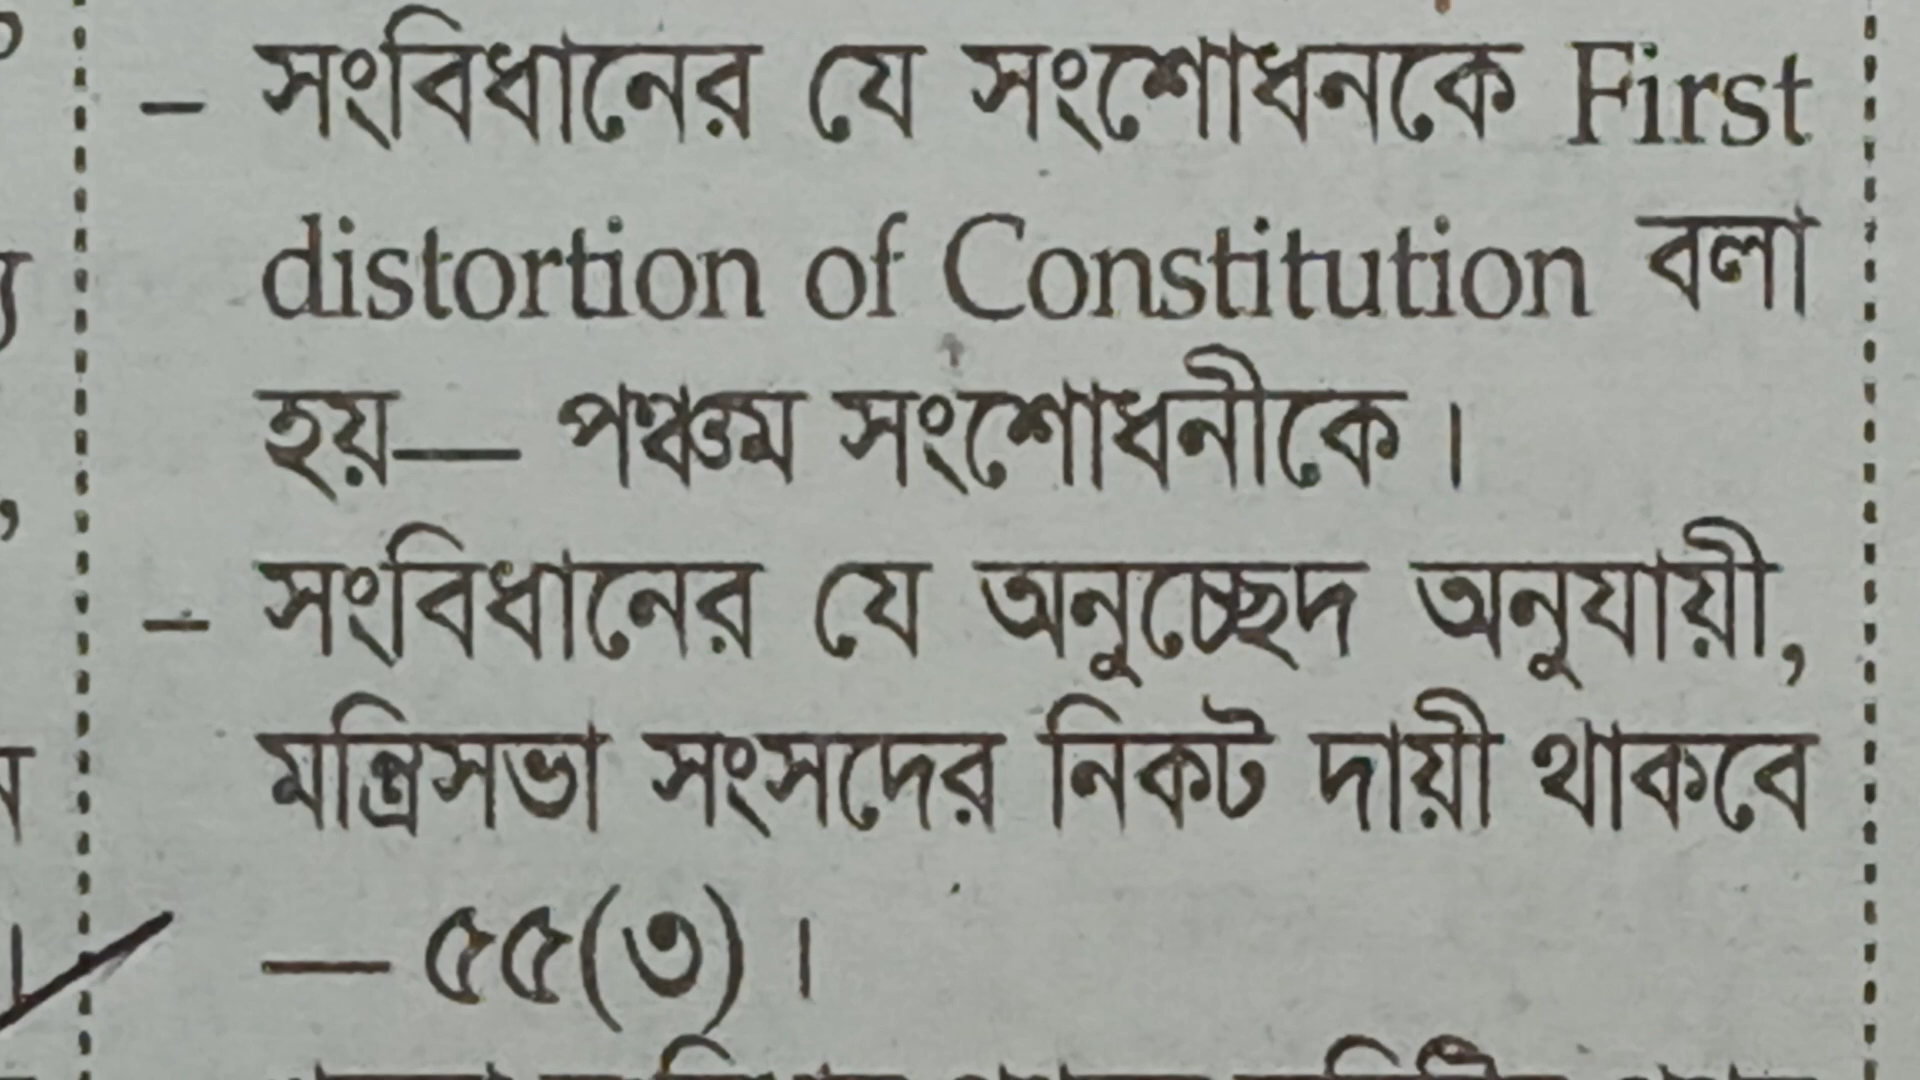 – সংবিধানের যে সংশোধনকে First
distortion of Constitution বলা
হয়— পঞ্চম সংশোধনীকে।
– সংবিধানের যে অনুচ্ছেদ অনুযায়ী,
মন্ত্রিসভা সংসদের নিকট দায়ী থাকবে
— ৫৫(৩)।